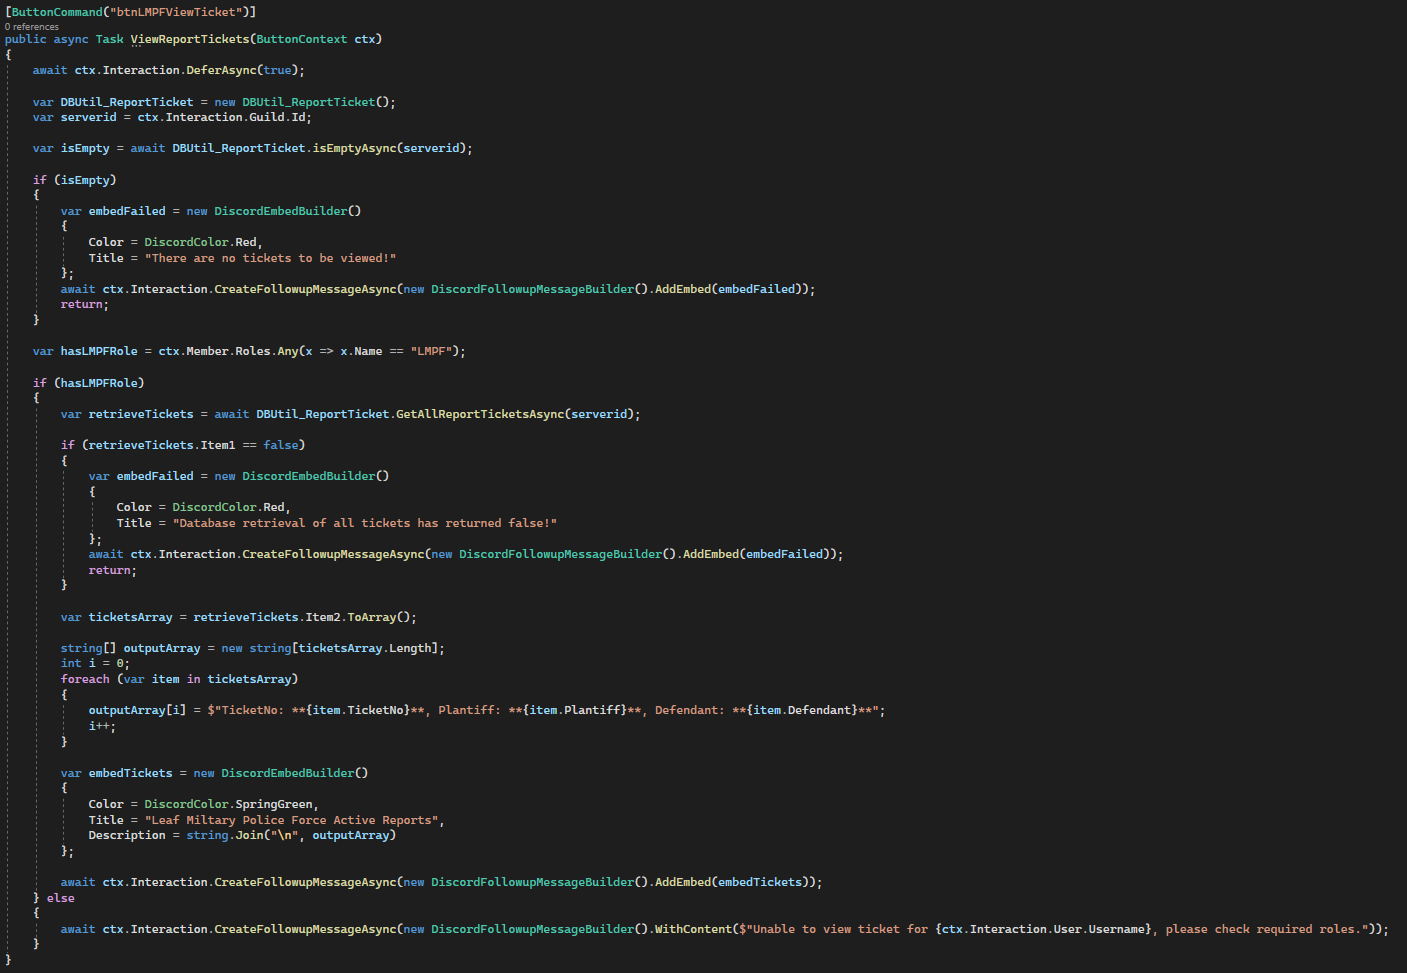 [ButtonCommand("btnLMPFViewTicket")]
0 references
public async Task ViewReportTickets(ButtonContext ctx)
{
    await ctx.Interaction.DeferAsync(true);

    var DBUtil_ReportTicket = new DBUtil_ReportTicket();
    var serverid = ctx.Interaction.Guild.Id;

    var isEmpty = await DBUtil_ReportTicket.isEmptyAsync(serverid);

    if (isEmpty)
    {
        var embedFailed = new DiscordEmbedBuilder()
        {
            Color = DiscordColor.Red,
            Title = "There are no tickets to be viewed!"
        };
        await ctx.Interaction.CreateFollowupMessageAsync(new DiscordFollowupMessageBuilder().AddEmbed(embedFailed));
        return;
    }

    var hasLMPFRole = ctx.Member.Roles.Any(x => x.Name == "LMPF");

    if (hasLMPFRole)
    {
        var retrieveTickets = await DBUtil_ReportTicket.GetAllReportTicketsAsync(serverid);

        if (retrieveTickets.Item1 == false)
        {
            var embedFailed = new DiscordEmbedBuilder()
            {
                Color = DiscordColor.Red,
                Title = "Database retrieval of all tickets has returned false!"
            };
            await ctx.Interaction.CreateFollowupMessageAsync(new DiscordFollowupMessageBuilder().AddEmbed(embedFailed));
            return;
        }

        var ticketsArray = retrieveTickets.Item2.ToArray();

        string[] outputArray = new string[ticketsArray.Length];
        int i = 0;
        foreach (var item in ticketsArray)
        {
            outputArray[i] = $"TicketNo: **{item.TicketNo}**, Plantiff: **{item.Plantiff}**, Defendant: **{item.Defendant}**";
            i++;
        }

        var embedTickets = new DiscordEmbedBuilder()
        {
            Color = DiscordColor.SpringGreen,
            Title = "Leaf Miltary Police Force Active Reports",
            Description = string.Join("\n", outputArray)
        };

        await ctx.Interaction.CreateFollowupMessageAsync(new DiscordFollowupMessageBuilder().AddEmbed(embedTickets));
    } else
    {
        await ctx.Interaction.CreateFollowupMessageAsync(new DiscordFollowupMessageBuilder().WithContent($"Unable to view ticket for {ctx.Interaction.User.Username}, please check required roles."));
    }
}